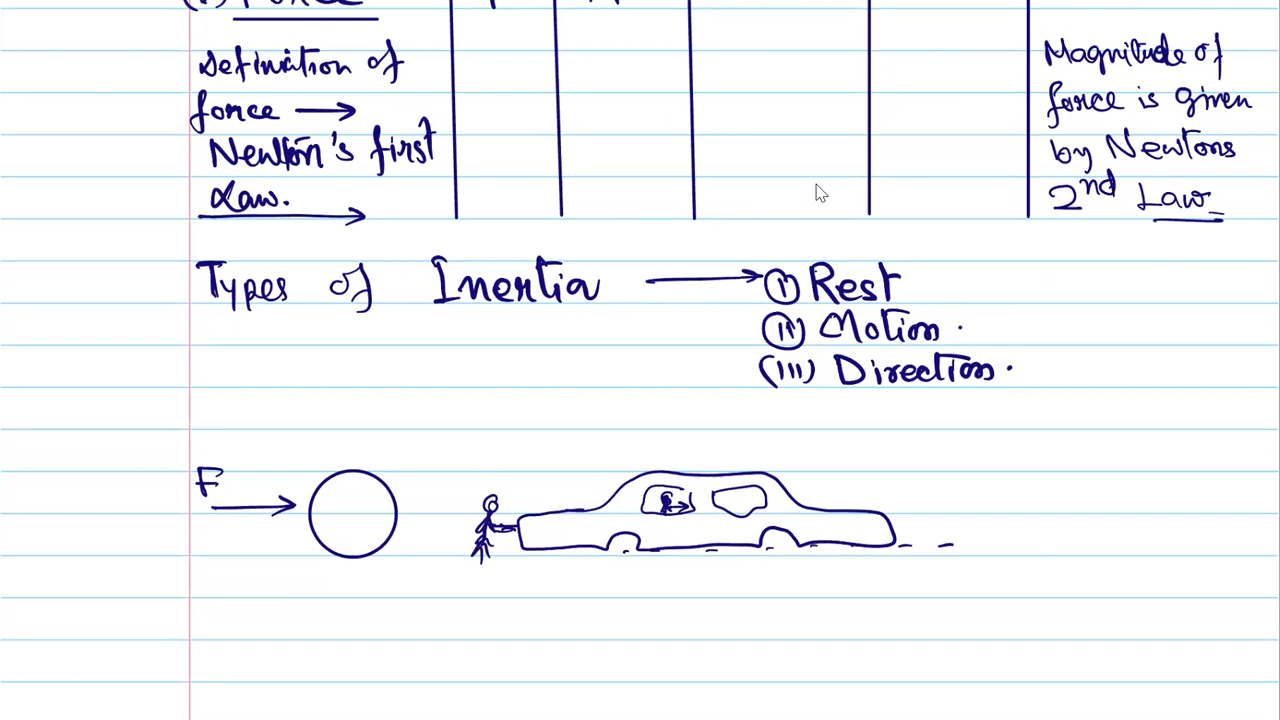 Definition of
force →
Newton's first
Law.
Magnitude of
force is given
by Newtons
2nd Law
Types of Inertia → (i) Rest
(ii) Motion.
(iii) Direction.
F